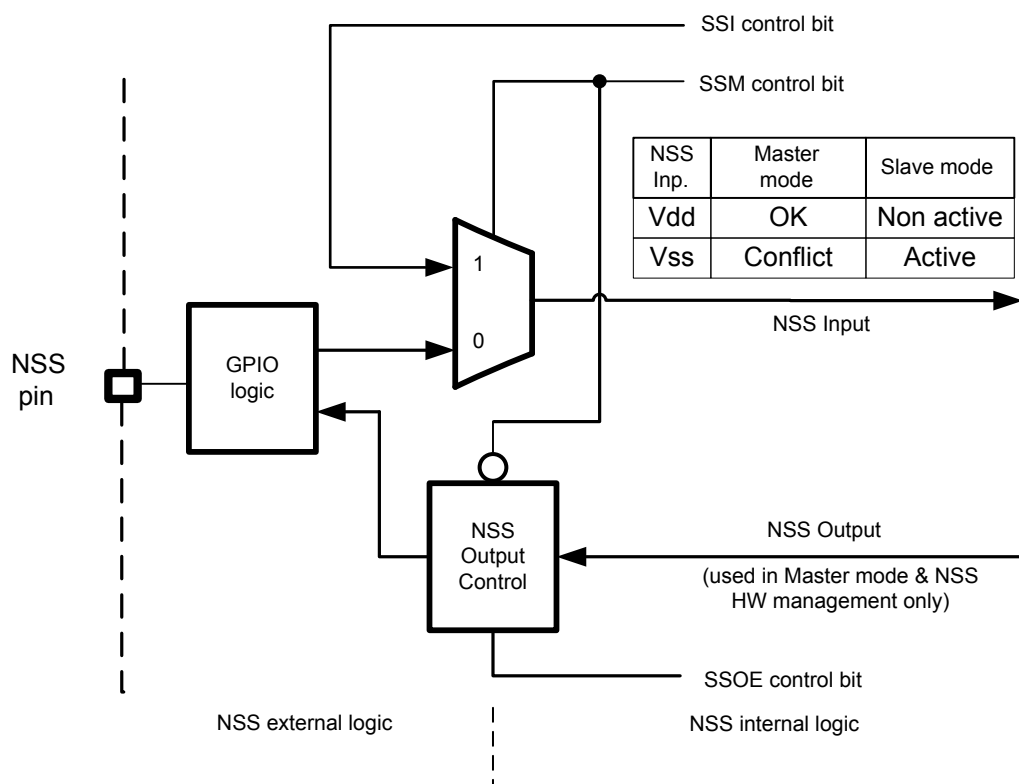 SSI control bit
SSM control bit
NSS Inp. Master mode Slave mode
Vdd OK Non active
Vss Conflict Active
1
0
NSS Input
NSS
pin
GPIO
logic
NSS
Output
Control
NSS Output
(used in Master mode & NSS
HW management only)
SSOE control bit
NSS external logic
NSS internal logic